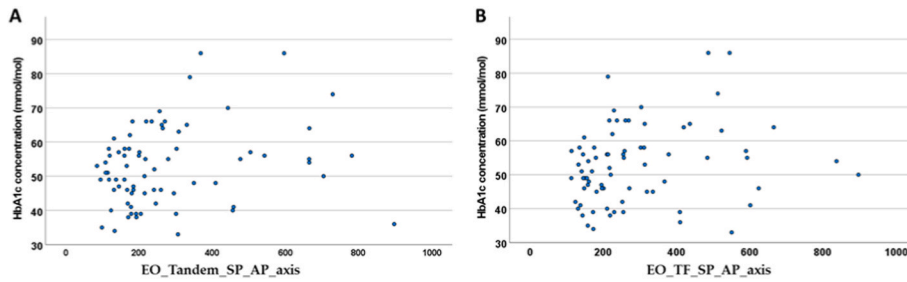 A
HbA1c concentration (mmol/mol)
90
80
70
60
50
40
30
0 200 400 600 800 1000
EO_Tandem_SP_AP_axis
B
HbA1c concentration (mmol/mol)
90
80
70
60
50
40
30
0 200 400 600 800 1000
EO_TF_SP_AP_axis